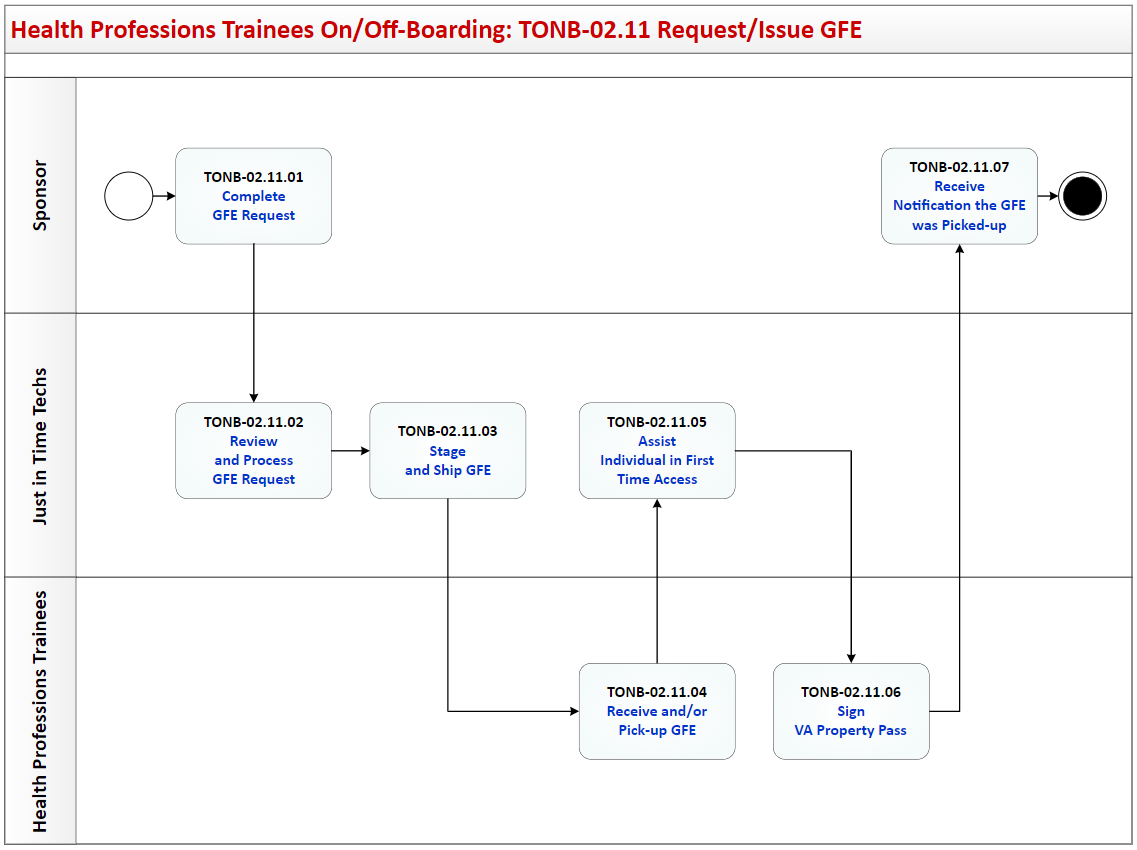 Health Professions Trainees On/Off-Boarding: TONB-02.11 Request/Issue GFE
Sponsor
TONB-02.11.01
Complete
GFE Request
TONB-02.11.07
Receive
Notification the GFE
was Picked-up
Just in Time Techs
TONB-02.11.02
Review
and Process
GFE Request
TONB-02.11.03
Stage
and Ship GFE
TONB-02.11.05
Assist
Individual in First
Time Access
Health Professions Trainees
TONB-02.11.04
Receive and/or
Pick-up GFE
TONB-02.11.06
Sign
VA Property Pass